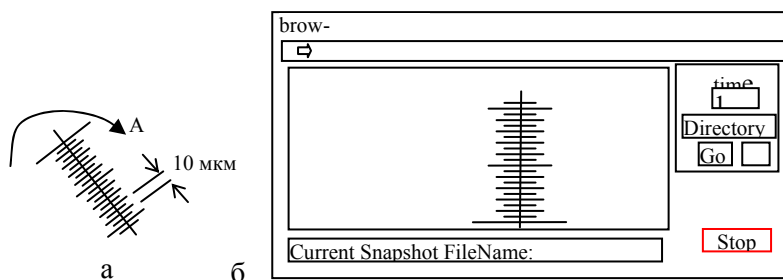 brow-
time
1
Directory
Go
Stop
Current Snapshot FileName:
A
10 мкм
а
б